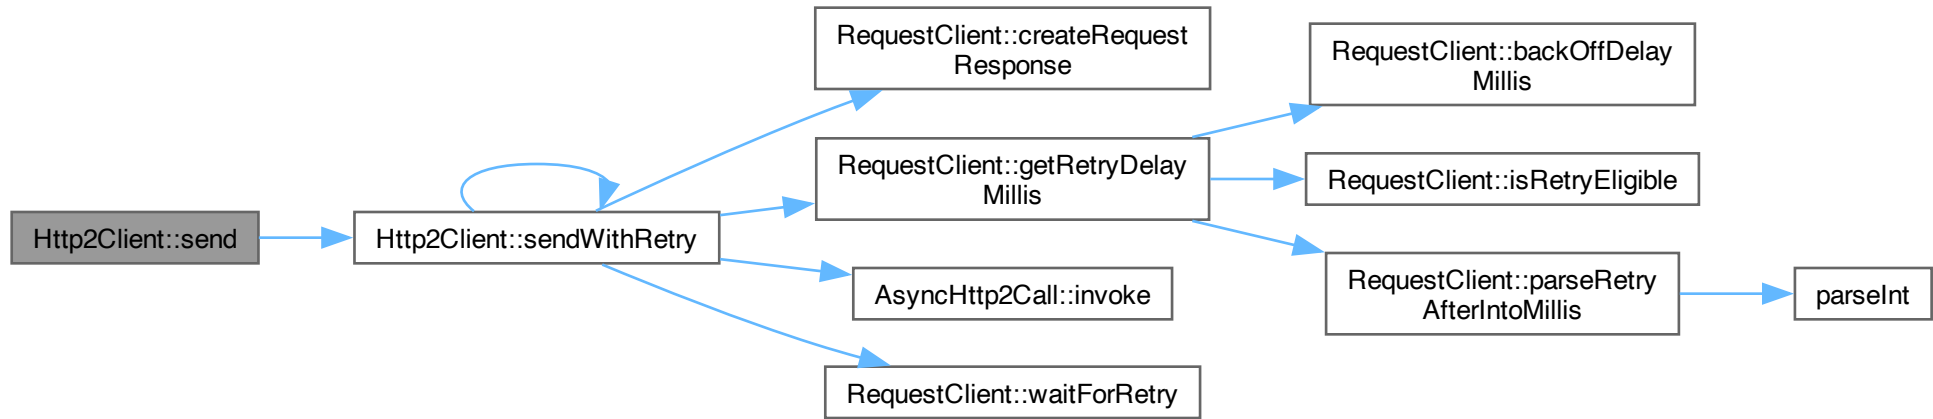 Http2Client::send
Http2Client::sendWithRetry
RequestClient::createRequest
Response
RequestClient::getRetryDelay
Millis
AsyncHttp2Call::invoke
RequestClient::waitForRetry
RequestClient::backOffDelay
Millis
RequestClient::isRetryEligible
RequestClient::parseRetry
AfterIntoMillis
parseInt